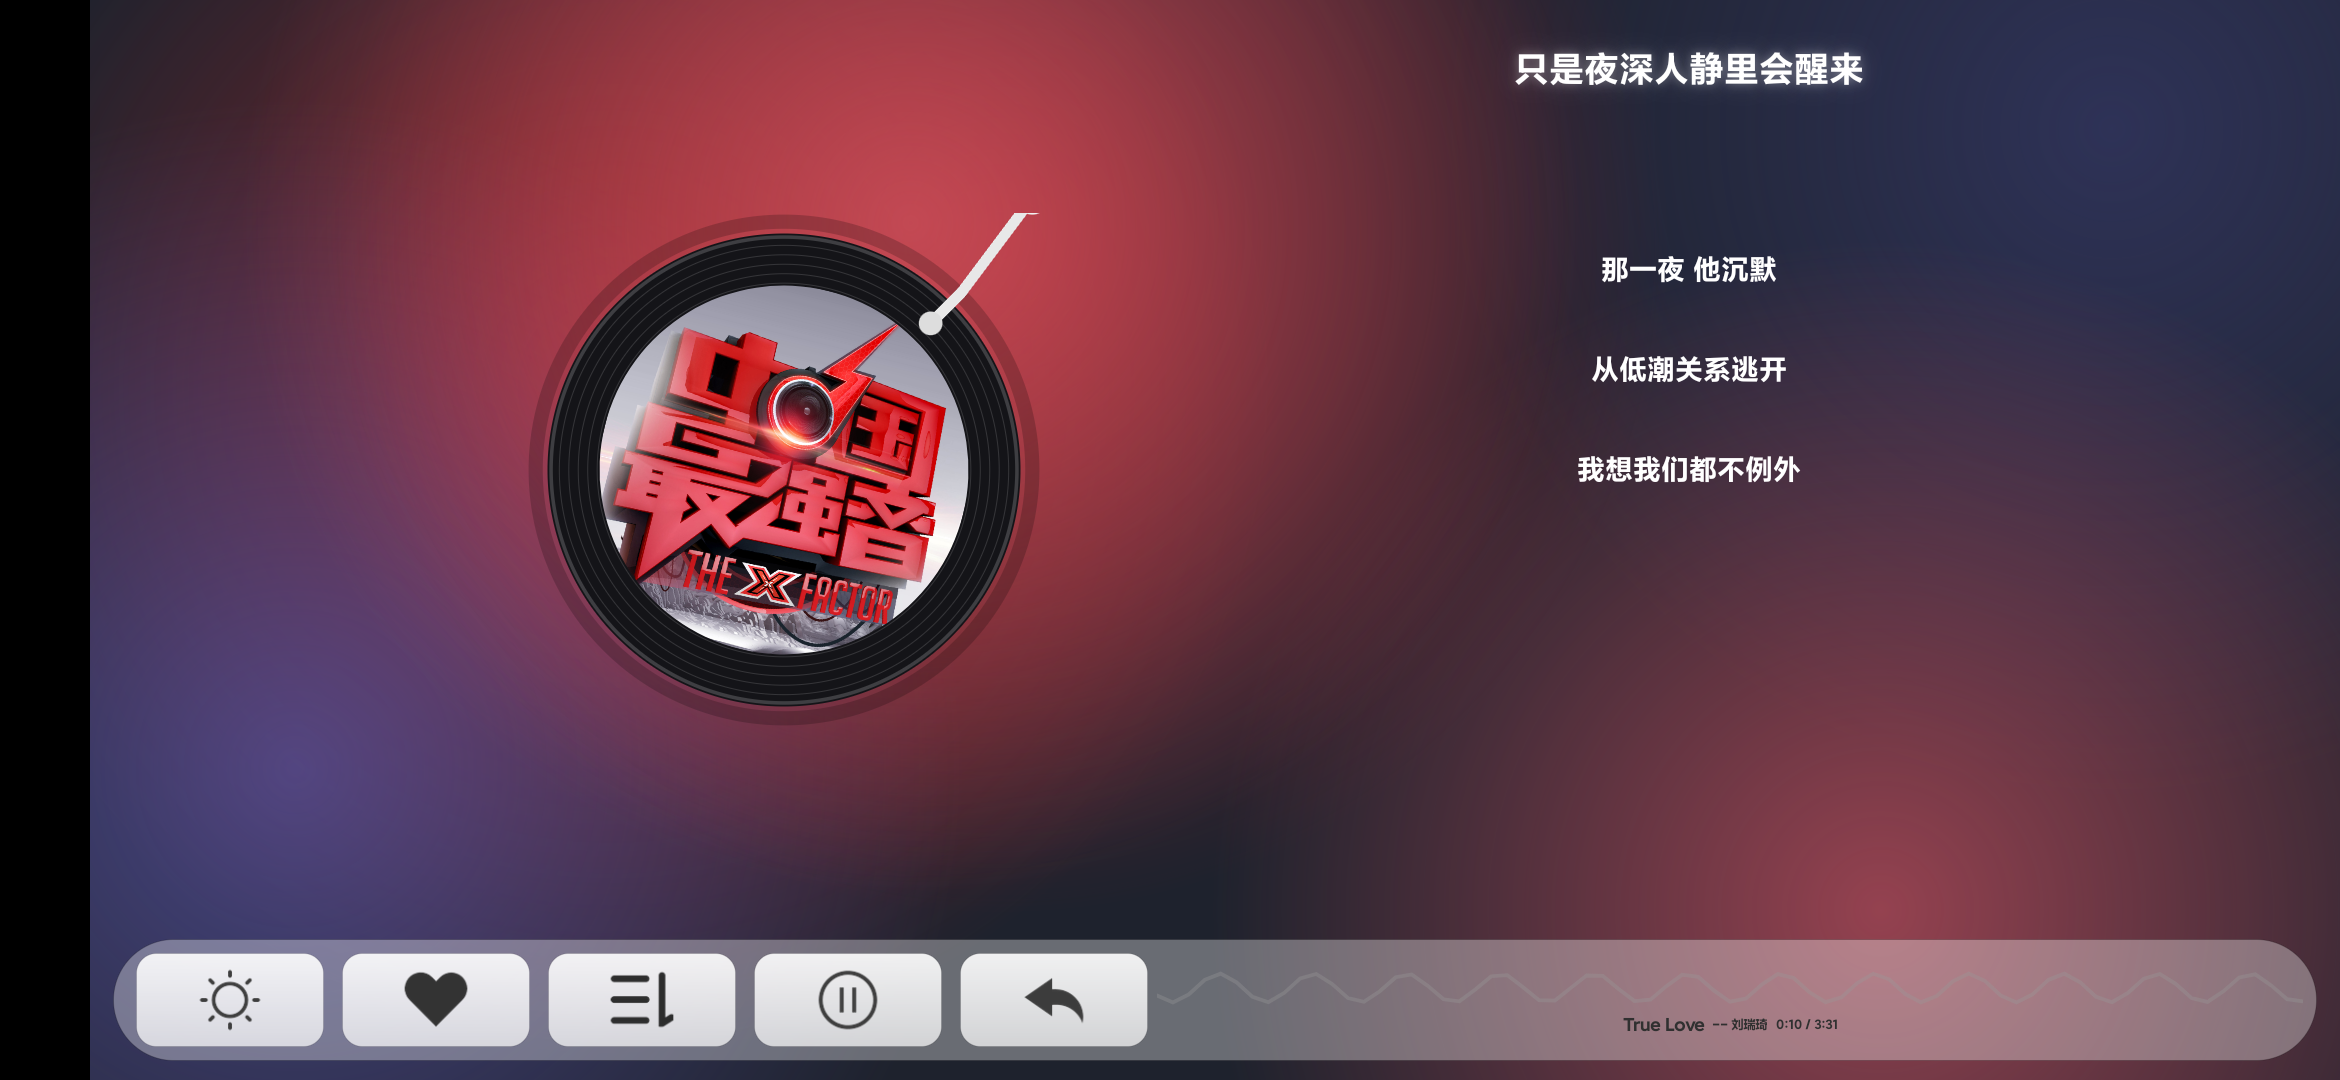 只是夜深人静里会醒来
那一夜 他沉默
从低潮关系逃开
我想我们都不例外
中国
最强音
THE X FACTOR
True Love -- 刘瑞琦 0:10 / 3:31